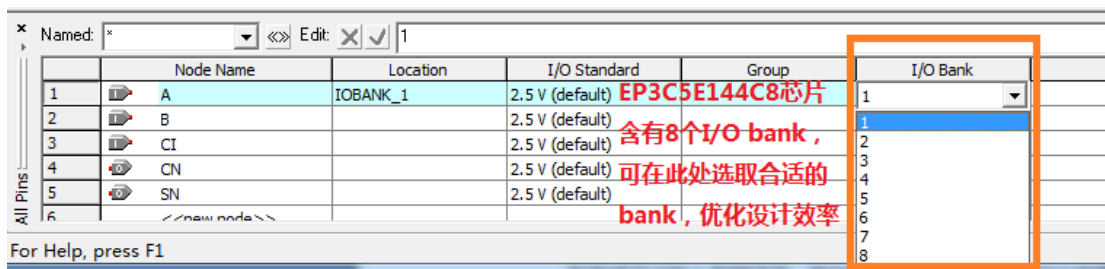 Named: * «» Edit: 1
Node Name Location I/O Standard Group I/O Bank
1 A IOBANK_1 2.5 V (default) 1
2 B 2.5 V (default)
3 CI 2.5 V (default)
4 CN 2.5 V (default)
5 SN 2.5 V (default)
6 <<new node>>
EP3C5E144C8芯片
含有8个I/O bank，
可在此处选取合适的
bank，优化设计效率
1
2
3
4
5
6
7
8
All Pins
For Help, press F1